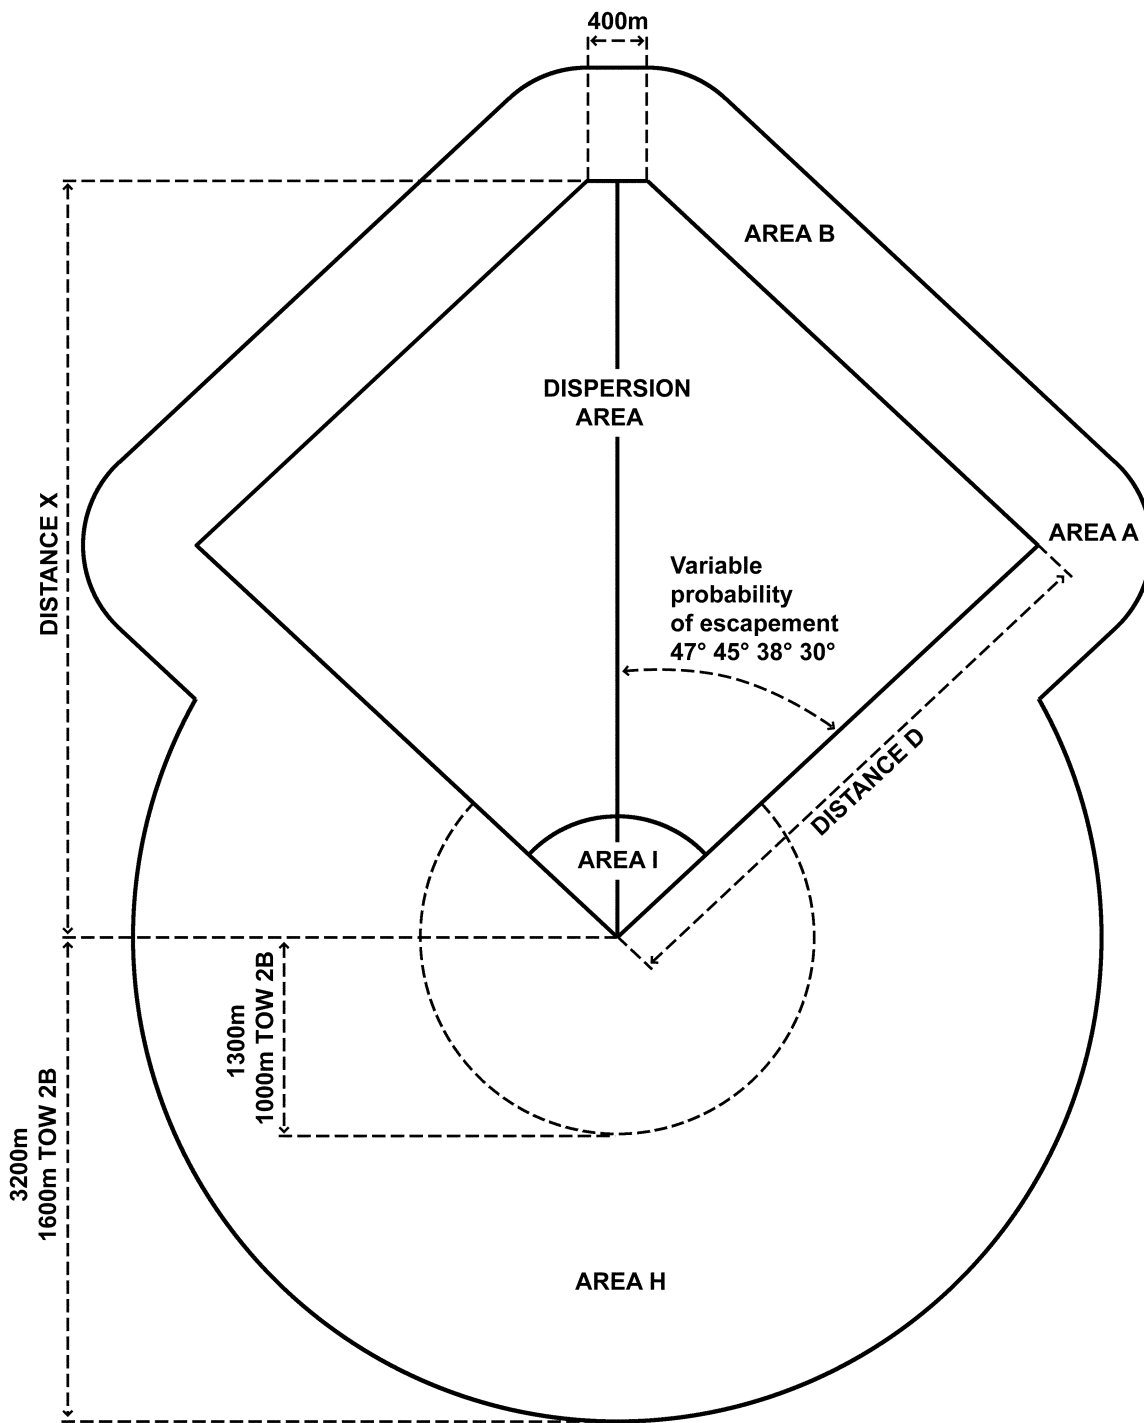 400m
AREA B
DISPERSION
AREA
DISTANCE X
AREA A
Variable
probability
of escapement
47° 45° 38° 30°
DISTANCE D
AREA I
1300m
1000m TOW 2B
3200m
1600m TOW 2B
AREA H